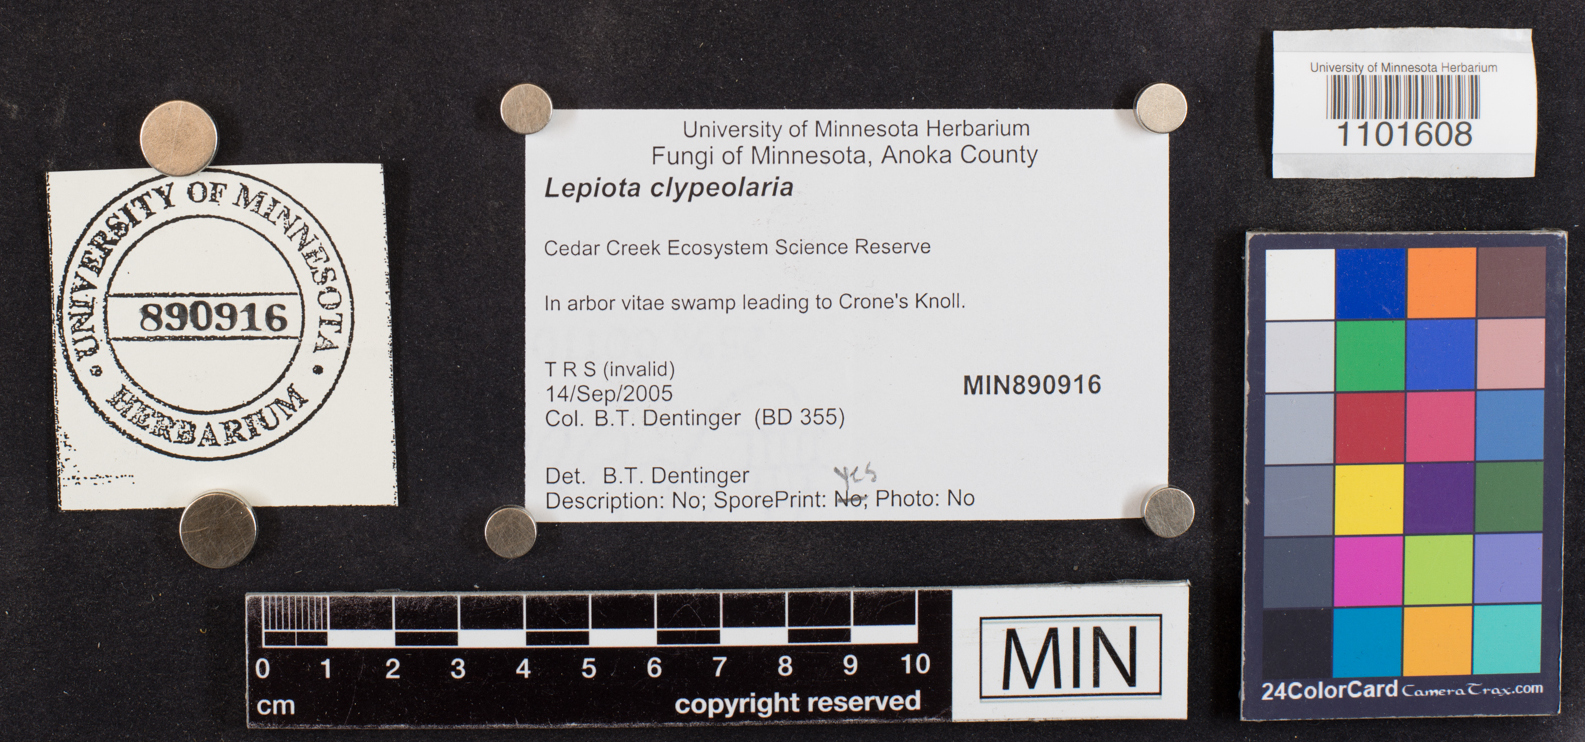 UNIVERSITY OF MINNESOTA
890916
HERBARIUM
University of Minnesota Herbarium
Fungi of Minnesota, Anoka County
Lepiota clypeolaria
Cedar Creek Ecosystem Science Reserve
In arbor vitae swamp leading to Crone's Knoll.
T R S (invalid)
14/Sep/2005
MIN890916
Col. B.T. Dentinger (BD 355)
Det. B.T. Dentinger
yes
Description: No; SporePrint: No; Photo: No
University of Minnesota Herbarium
1101608
0 1 2 3 4 5 6 7 8 9 10
cm
copyright reserved
MIN
24ColorCard CameraTrax.com